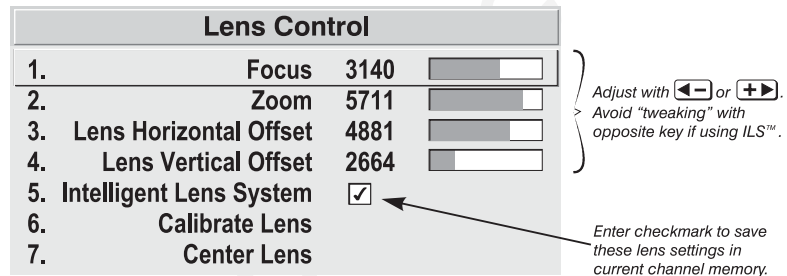 Lens Control
1. Focus 3140
2. Zoom 5711
3. Lens Horizontal Offset 4881
4. Lens Vertical Offset 2664
5. Intelligent Lens System ✓
6. Calibrate Lens
7. Center Lens
Adjust with ◀− or +▶.
Avoid “tweaking” with
opposite key if using ILS™.
Enter checkmark to save
these lens settings in
current channel memory.